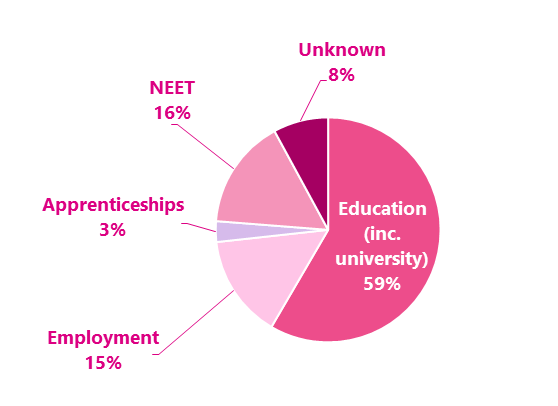 Unknown
8%
NEET
16%
Apprenticeships
3%
Education
(inc.
university)
59%
Employment
15%